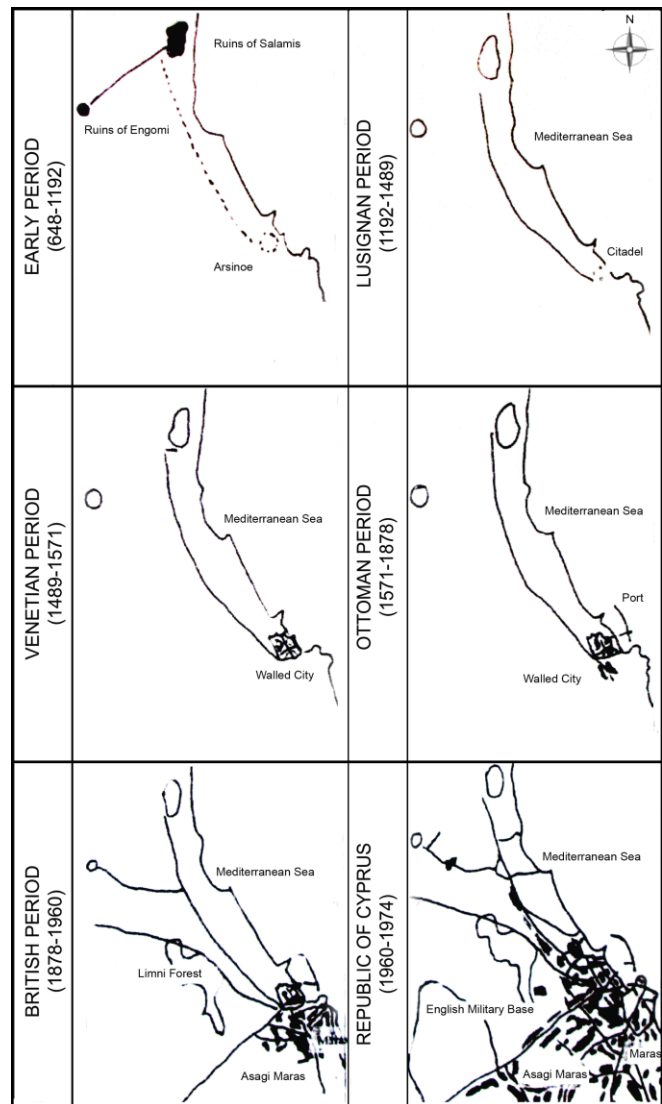 EARLY PERIOD
(648-1192)
Ruins of Salamis
Ruins of Engomi
Arsinoe
LUSIGNAN PERIOD
(1192-1489)
N
Mediterranean Sea
Citadel
VENETIAN PERIOD
(1489-1571)
Mediterranean Sea
Walled City
OTTOMAN PERIOD
(1571-1878)
Mediterranean Sea
Port
Walled City
BRITISH PERIOD
(1878-1960)
Mediterranean Sea
Limni Forest
Asagi Maras
REPUBLIC OF CYPRUS
(1960-1974)
Mediterranean Sea
English Military Base
Maras
Asagi Maras